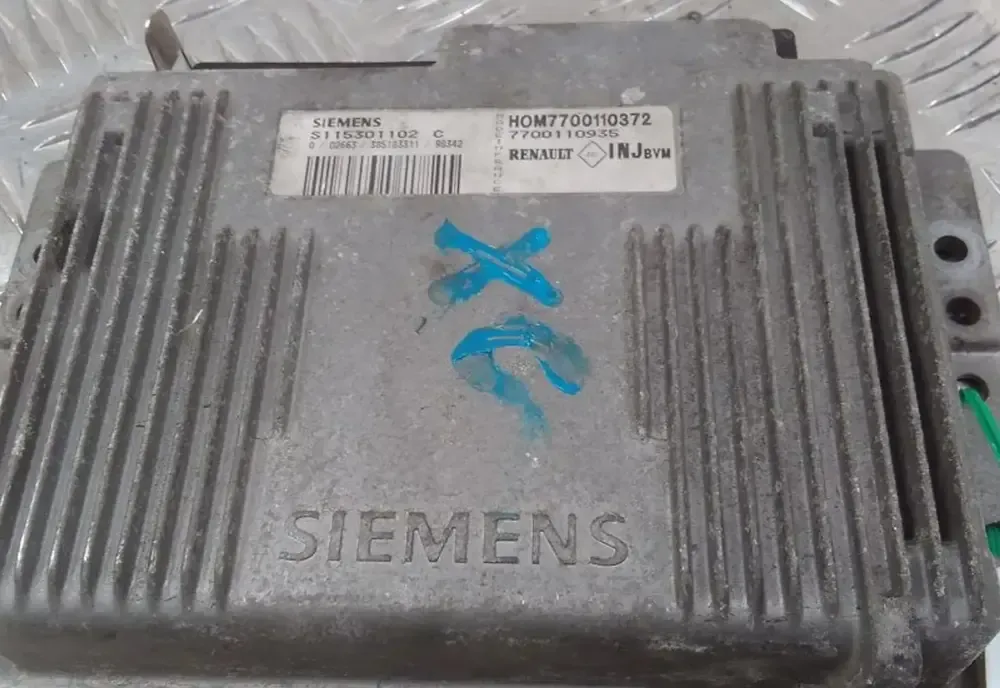 SIEMENS
S115301102 C
HOM7700110372
7700110935
RENAULT INJ BVM
SIEMENS